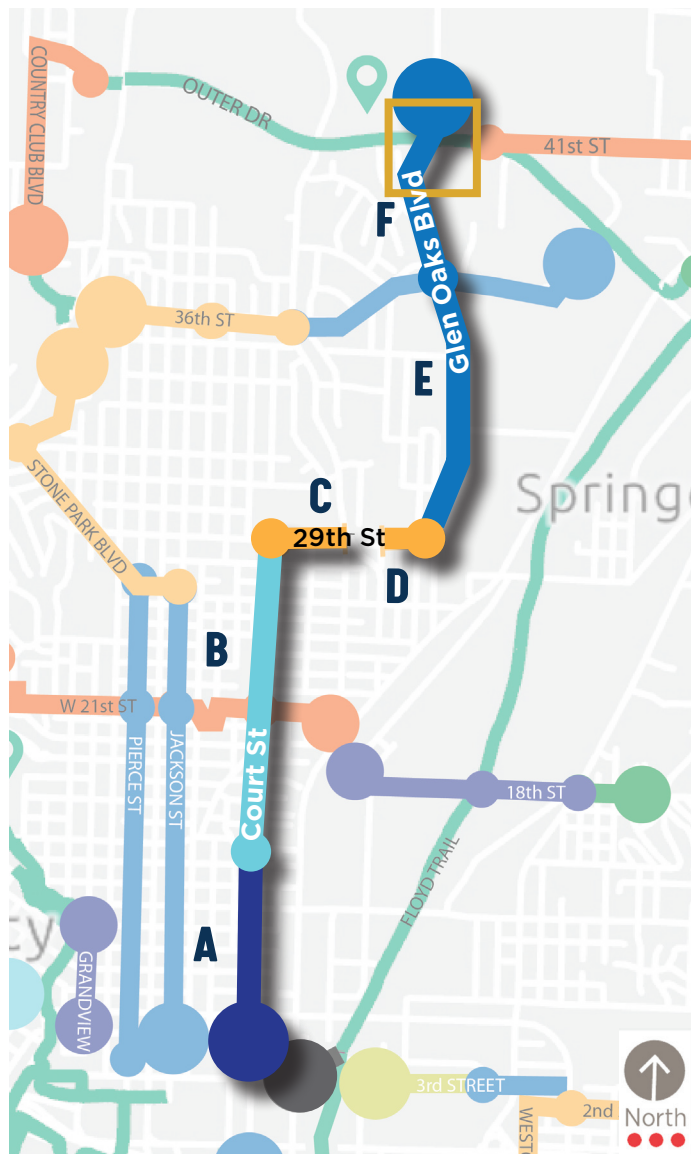 COUNTRY CLUB BLVD
OUTER DR
41st ST
F
Glen Oaks Blvd
36th ST
E
C
29th St
D
STONE PARK BLVD
B
W 21st ST
PIERCE ST
JACKSON ST
Court St
18th ST
FLOYD TRAIL
A
GRANDVIEW
3rd STREET
2nd
North